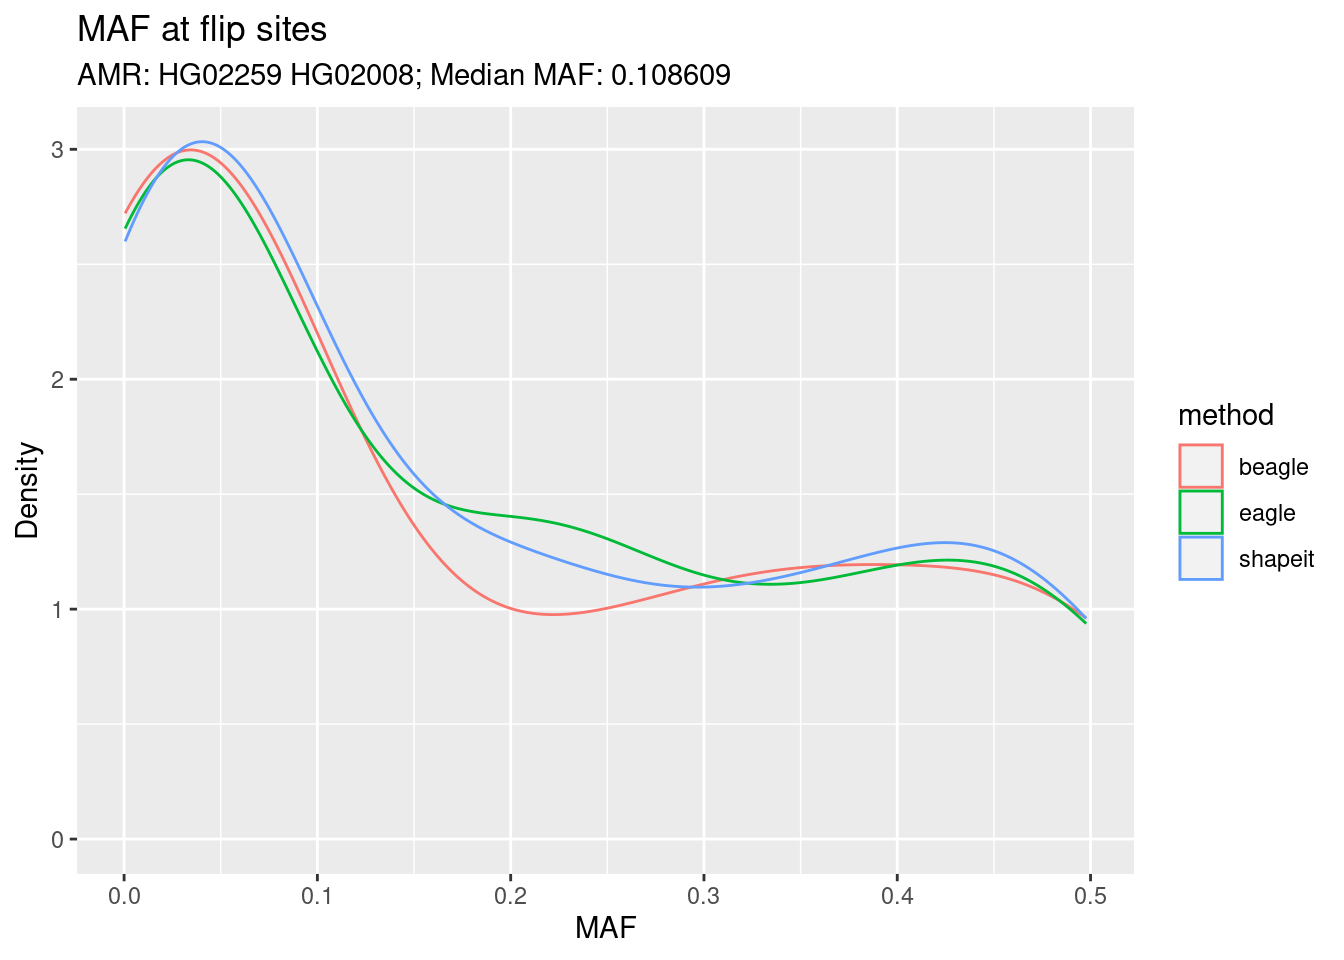 MAF at flip sites
AMR: HG02259 HG02008; Median MAF: 0.108609
3
2
1
0
Density
0.0 0.1 0.2 0.3 0.4 0.5
MAF
method
beagle
eagle
shapeit